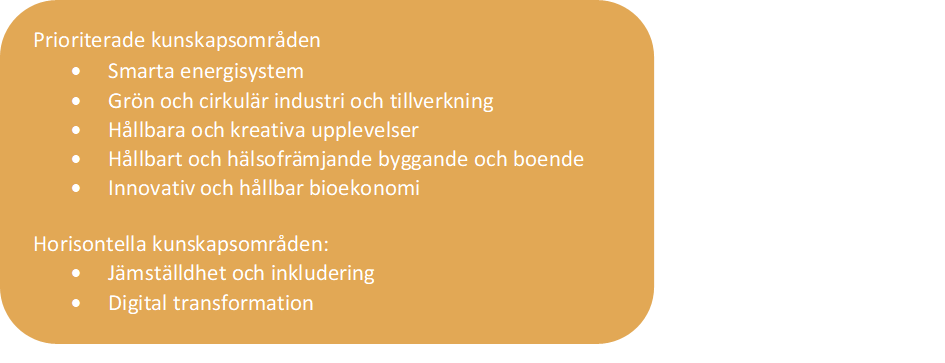 Prioriterade kunskapsområden
• Smarta energisystem
• Grön och cirkulär industri och tillverkning
• Hållbara och kreativa upplevelser
• Hållbart och hälsofrämjande byggande och boende
• Innovativ och hållbar bioekonomi
Horisontella kunskapsområden:
• Jämställdhet och inkludering
• Digital transformation